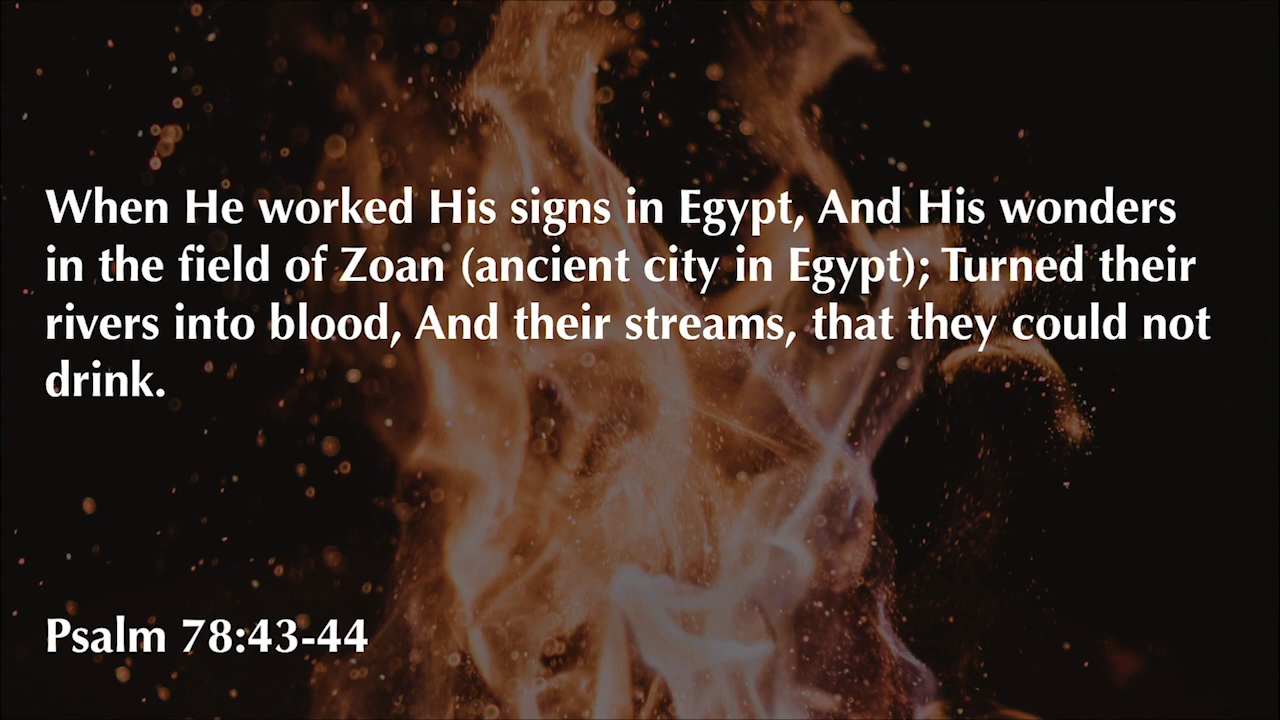 When He worked His signs in Egypt, And His wonders
in the field of Zoan (ancient city in Egypt); Turned their
rivers into blood, And their streams, that they could not
drink.
Psalm 78:43-44